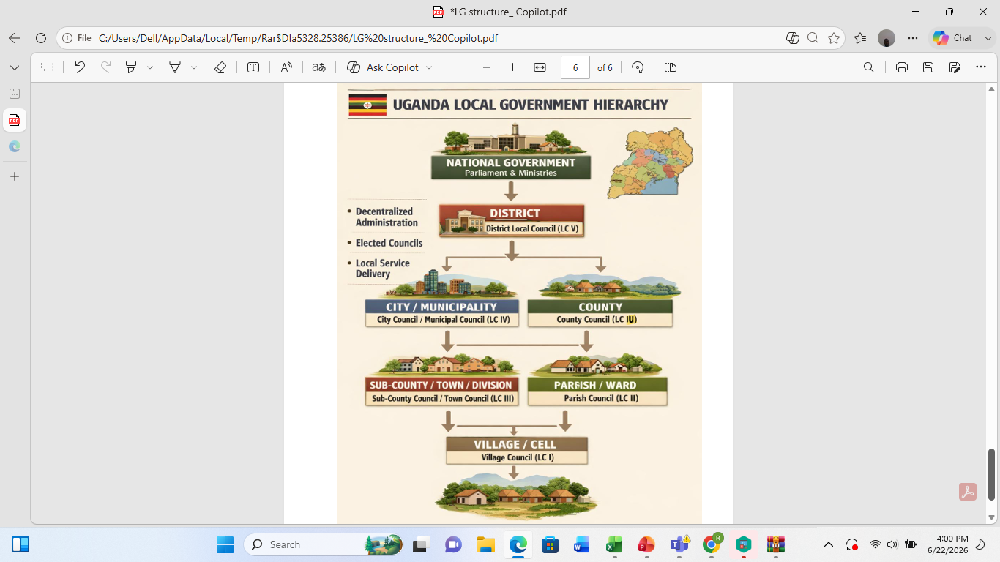 *LG structure_ Copilot.pdf
File C:/Users/Dell/AppData/Local/Temp/Rar$DIa5328.25386/LG%20structure_%20Copilot.pdf
Chat
Ask Copilot
6 of 6
UGANDA LOCAL GOVERNMENT HIERARCHY
NATIONAL GOVERNMENT
Parliament & Ministries
• Decentralized
Administration
• Elected Councils
• Local Service
Delivery
DISTRICT
District Local Council (LC V)
CITY / MUNICIPALITY
City Council / Municipal Council (LC IV)
COUNTY
County Council (LC IU)
SUB-COUNTY / TOWN / DIVISION
Sub-County Council / Town Council (LC III)
PARISH / WARD
Parish Council (LC II)
VILLAGE / CELL
Village Council (LC I)
Search
4:00 PM
6/22/2026